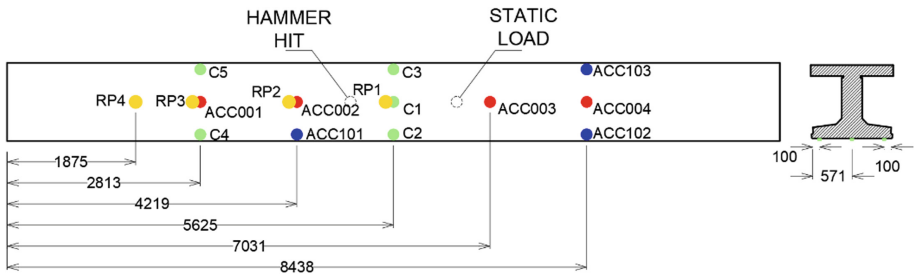 HAMMER
HIT
STATIC
LOAD
C5
C3
ACC103
RP4
RP3
ACC001
RP2
ACC002
RP1
C1
ACC003
ACC004
C4
ACC101
C2
ACC102
100
100
571
1875
2813
4219
5625
7031
8438